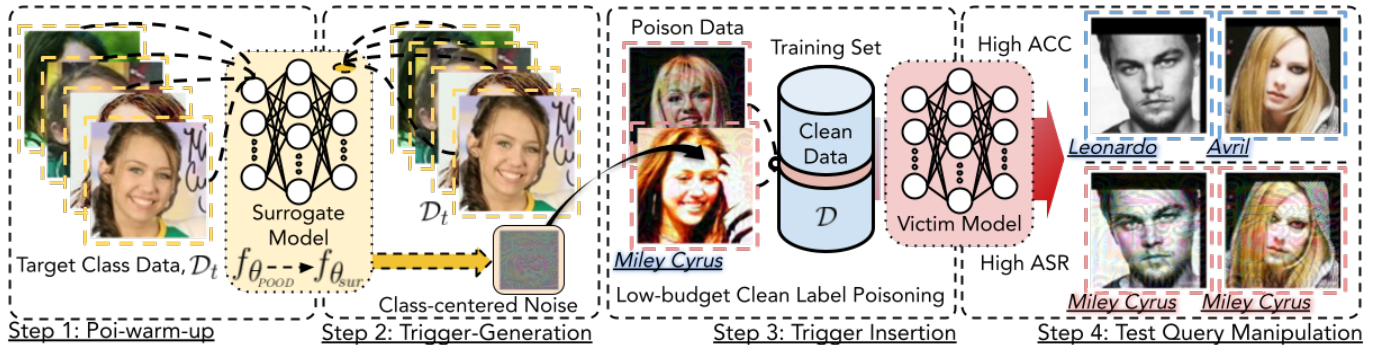 Target Class Data, 𝒟t
Surrogate
Model
fθPOOD fθsur
Step 1: Poi-warm-up
𝒟t
Class-centered Noise
Step 2: Trigger-Generation
Poison Data
Miley Cyrus
Training Set
Clean
Data
𝒟
Low-budget Clean Label Poisoning
Step 3: Trigger Insertion
Victim Model
High ACC
Leonardo
Avril
High ASR
Miley Cyrus
Miley Cyrus
Step 4: Test Query Manipulation